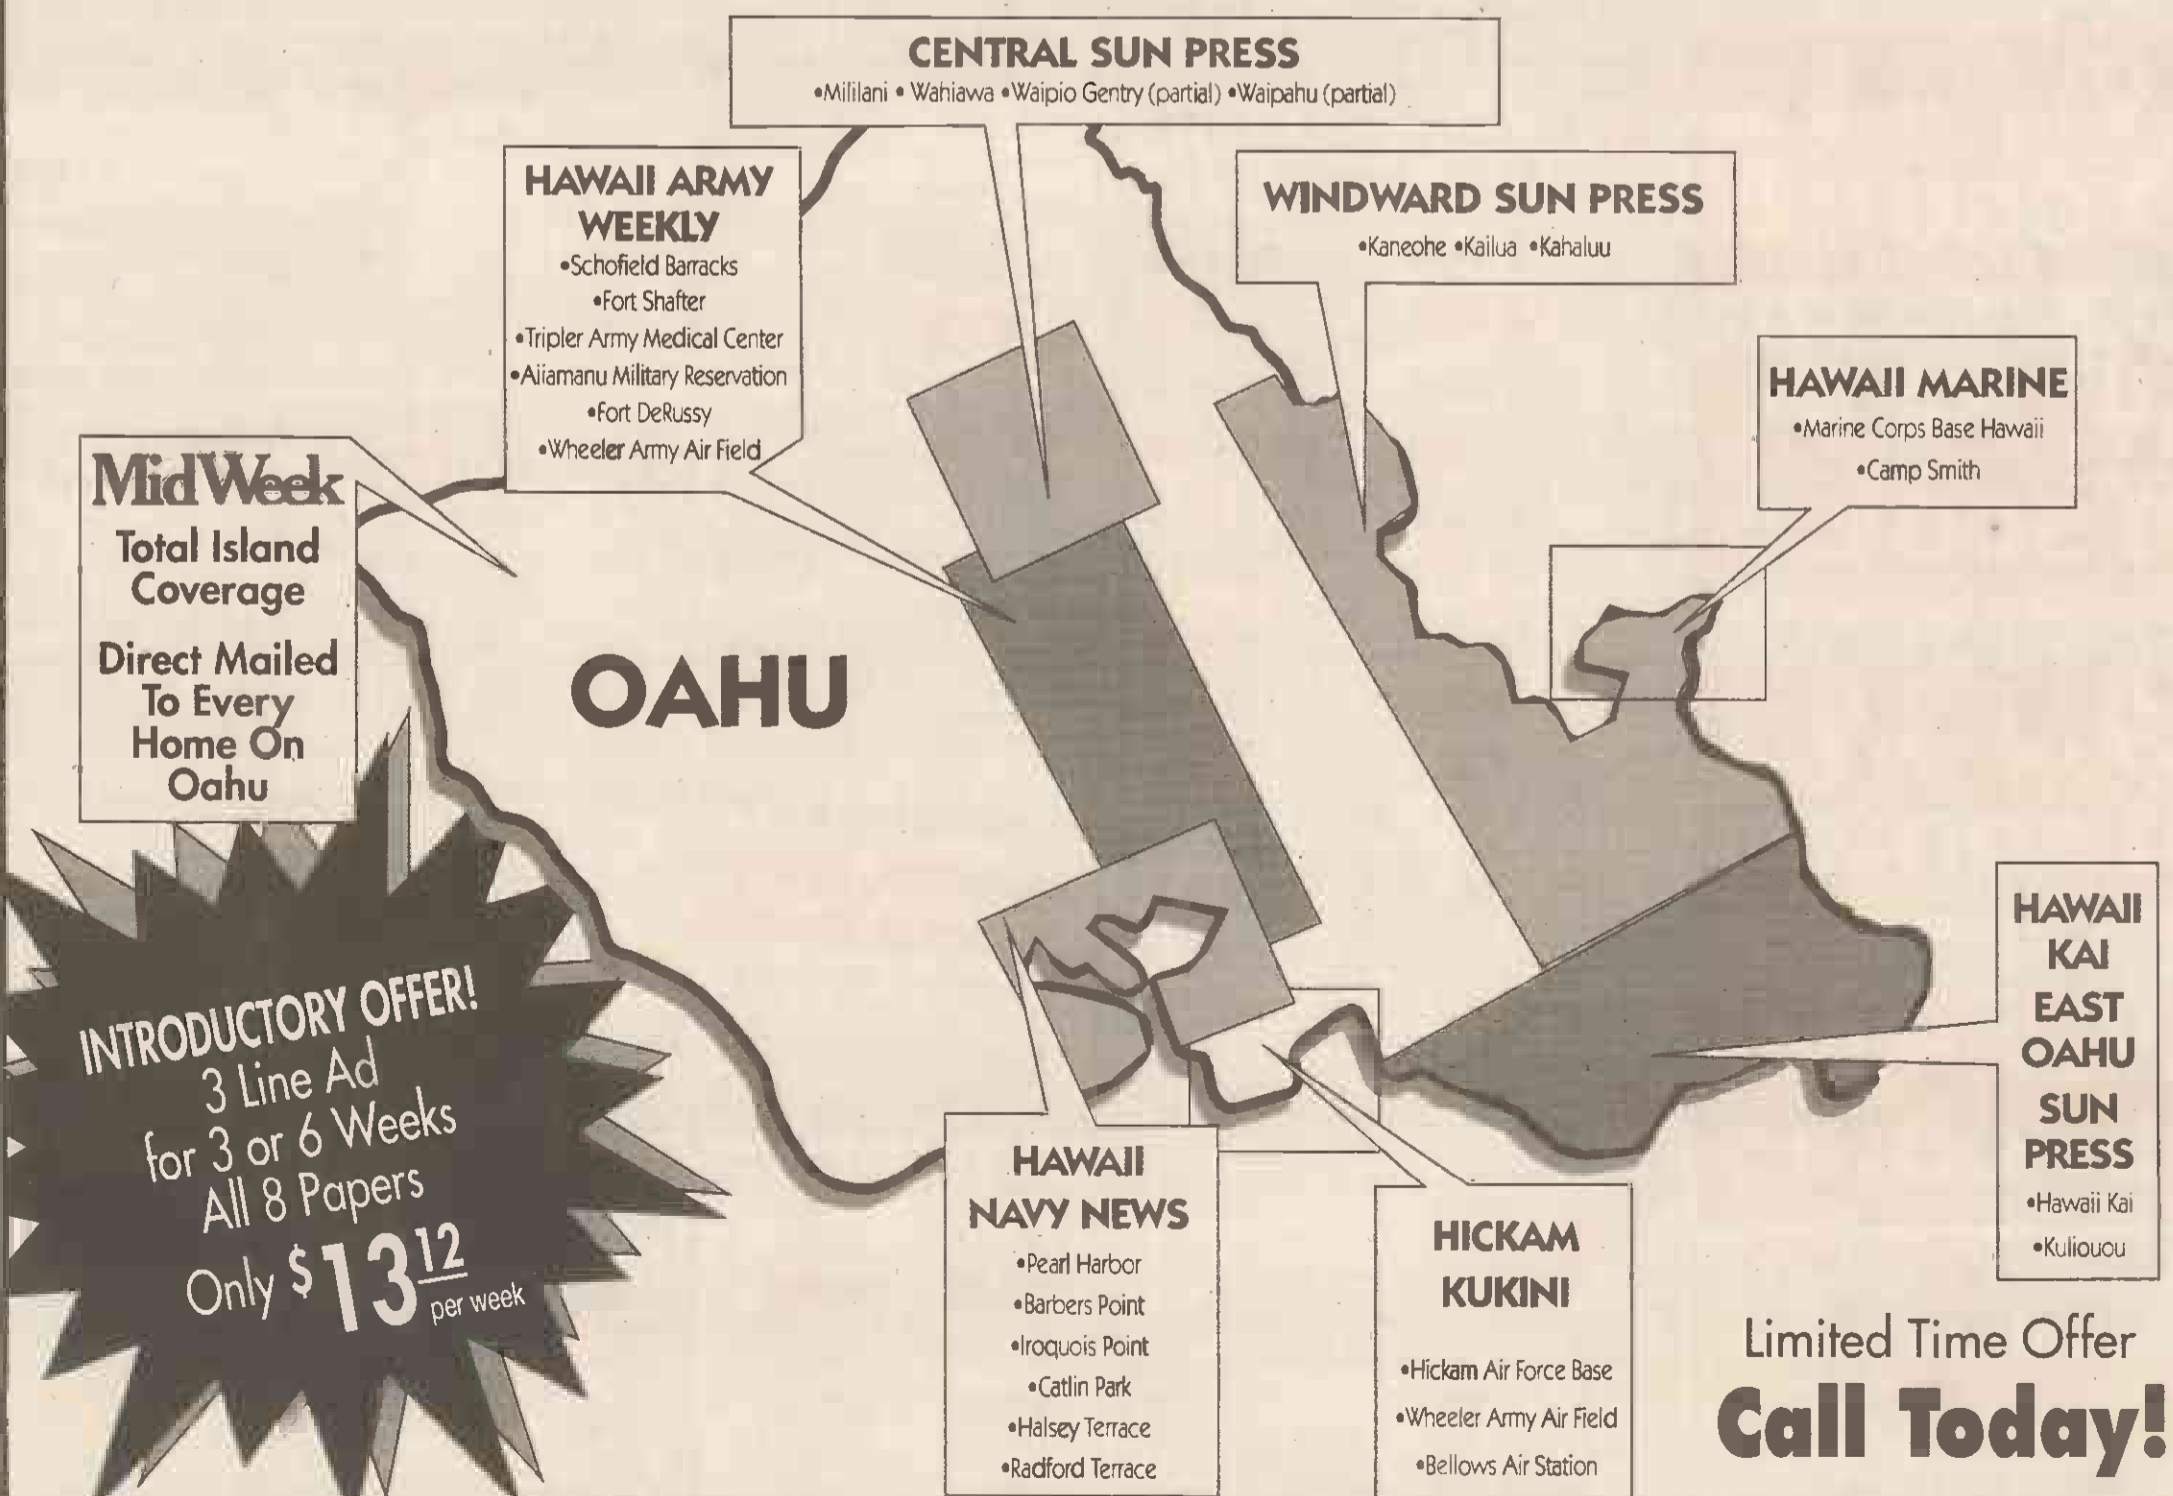 CENTRAL SUN PRESS
•Mililani • Wahiawa •Waipio Gentry (partial) •Waipahu (partial)
HAWAII ARMY
WEEKLY
•Schofield Barracks
•Fort Shafter
•Tripler Army Medical Center
•Aiiamanu Military Reservation
•Fort DeRussy
•Wheeler Army Air Field
WINDWARD SUN PRESS
•Kaneohe •Kailua •Kahaluu
HAWAII MARINE
•Marine Corps Base Hawaii
•Camp Smith
MidWeek
Total Island
Coverage
Direct Mailed
To Every
Home On
Oahu
OAHU
INTRODUCTORY OFFER!
3 Line Ad
for 3 or 6 Weeks
All 8 Papers
Only $13 12
per week
HAWAII
NAVY NEWS
•Pearl Harbor
•Barbers Point
•Iroquois Point
•Catlin Park
•Halsey Terrace
•Radford Terrace
HICKAM
KUKINI
•Hickam Air Force Base
•Wheeler Army Air Field
•Bellows Air Station
HAWAII
KAI
EAST
OAHU
SUN
PRESS
•Hawaii Kai
•Kuliouou
Limited Time Offer
Call Today!